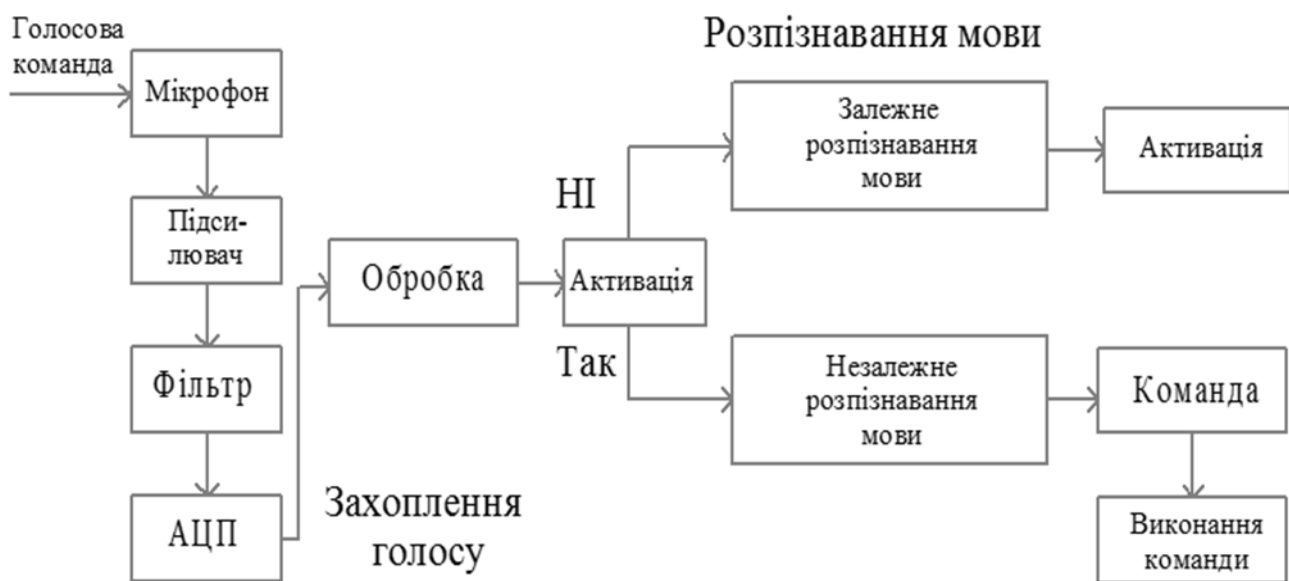 Голосова
команда
Мікрофон
Підси-
лювач
Фільтр
АЦП
Захоплення
голосу
Обробка
Активація
НІ
Так
Розпізнавання мови
Залежне
розпізнавання
мови
Активація
Незалежне
розпізнавання
мови
Команда
Виконання
команди